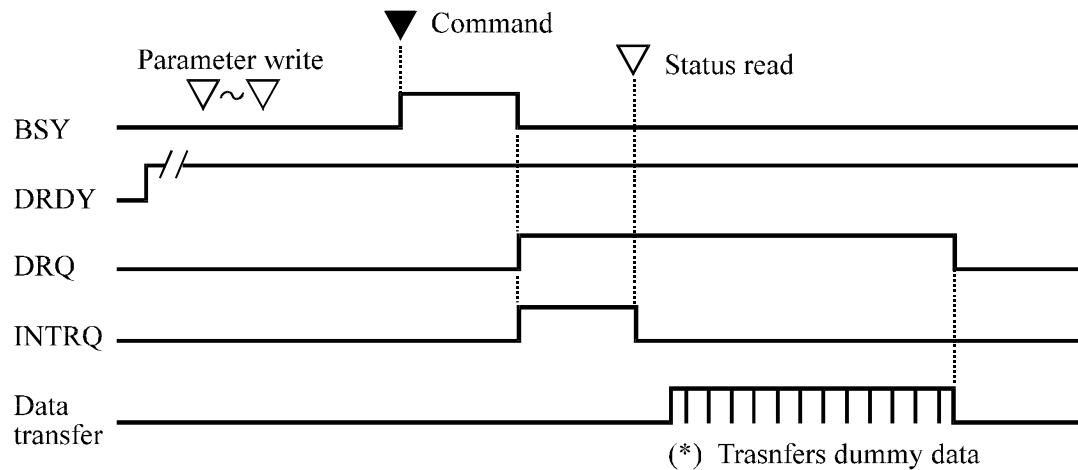 Command
Status read
Parameter write
～
BSY
DRDY
DRQ
INTRQ
Data
transfer
(*) Trasnfers dummy data